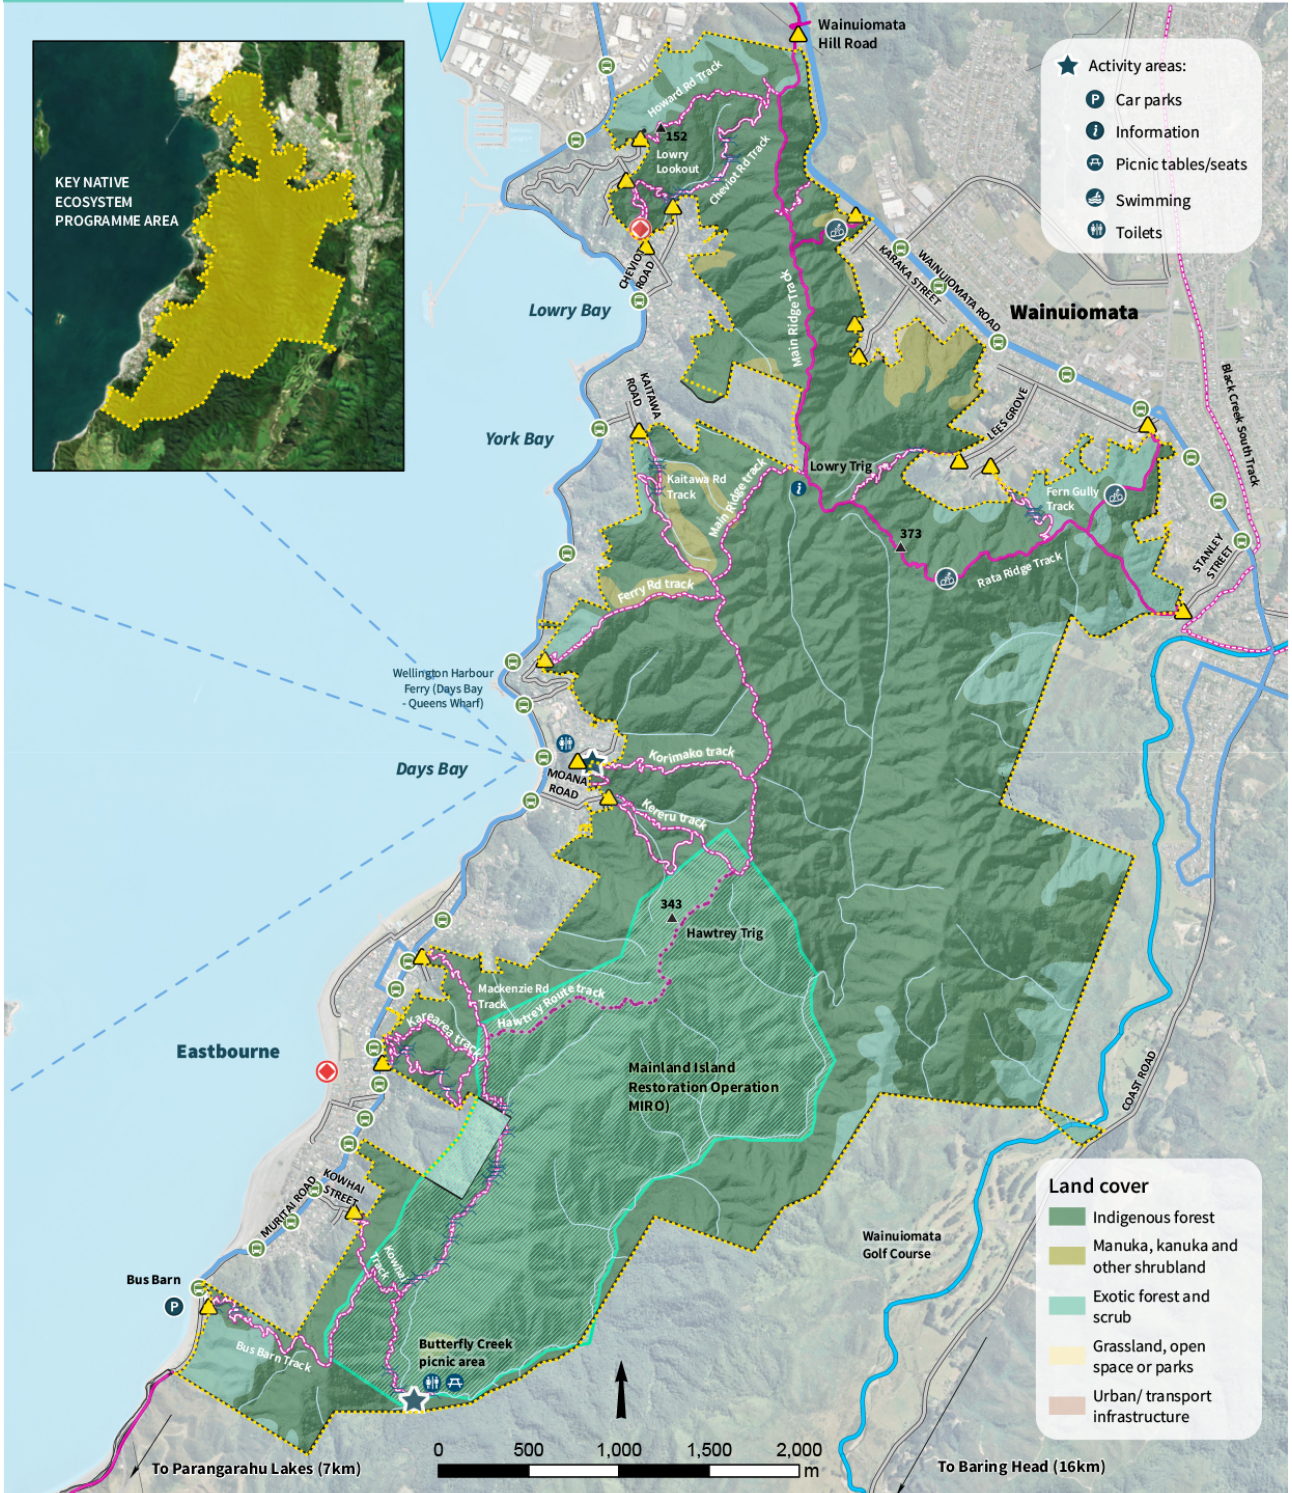 KEY NATIVE
ECOSYSTEM
PROGRAMME AREA
Wainuiomata
Hill Road
Activity areas:
P
Car parks
i
Information
Picnic tables/seats
Swimming
Toilets
Howard Rd Track
152
Lowry
Lookout
Cheviot Rd Track
CHEVIOT
ROAD
Lowry Bay
Main Ridge Track
KARAKA STREET
WAINUIOMATA ROAD
Wainuiomata
Black Creek South Track
KAITAWA
ROAD
York Bay
LEES GROVE
Lowry Trig
i
Kaitawa Rd
Track
Main Ridge track
Fern Gully
Track
373
Rata Ridge Track
STANLEY
STREET
Ferry Rd track
Wellington Harbour
Ferry (Days Bay
- Queens Wharf)
Days Bay
MOANA
ROAD
Korimako track
Kereru track
343
Hawtrey Trig
Mackenzie Rd
Track
Hawtrey Route track
Karearea track
Eastbourne
Mainland Island
Restoration Operation
MIRO)
COAST ROAD
KOWHAI
STREET
MURITAI ROAD
Kowhai
Track
Bus Barn
P
Bus Barn Track
Butterfly Creek
picnic area
Wainuiomata
Golf Course
Land cover
Indigenous forest
Manuka, kanuka and
other shrubland
Exotic forest and
scrub
Grassland, open
space or parks
Urban/ transport
infrastructure
0 500 1,000 1,500 2,000
m
To Parangarahu Lakes (7km)
To Baring Head (16km)